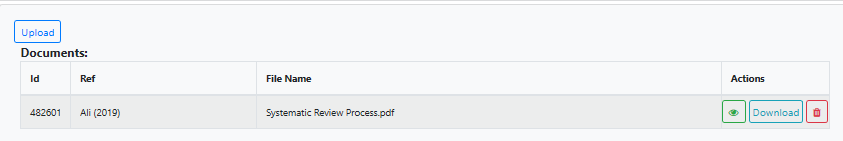 Upload
Documents:
Id Ref File Name Actions
482601 Ali (2019) Systematic Review Process.pdf Download